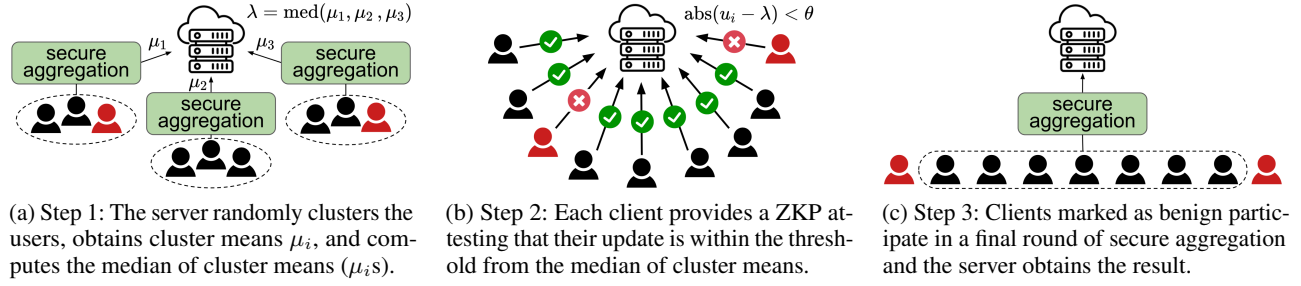 λ = med(μ₁, μ₂, μ₃)
secure
aggregation
μ₁
μ₃
secure
aggregation
μ₂
secure
aggregation
(a) Step 1: The server randomly clusters the
users, obtains cluster means μᵢ, and com-
putes the median of cluster means (μᵢs).
abs(uᵢ − λ) < θ
(b) Step 2: Each client provides a ZKP at-
testing that their update is within the thresh-
old from the median of cluster means.
secure
aggregation
(c) Step 3: Clients marked as benign partic-
ipate in a final round of secure aggregation
and the server obtains the result.